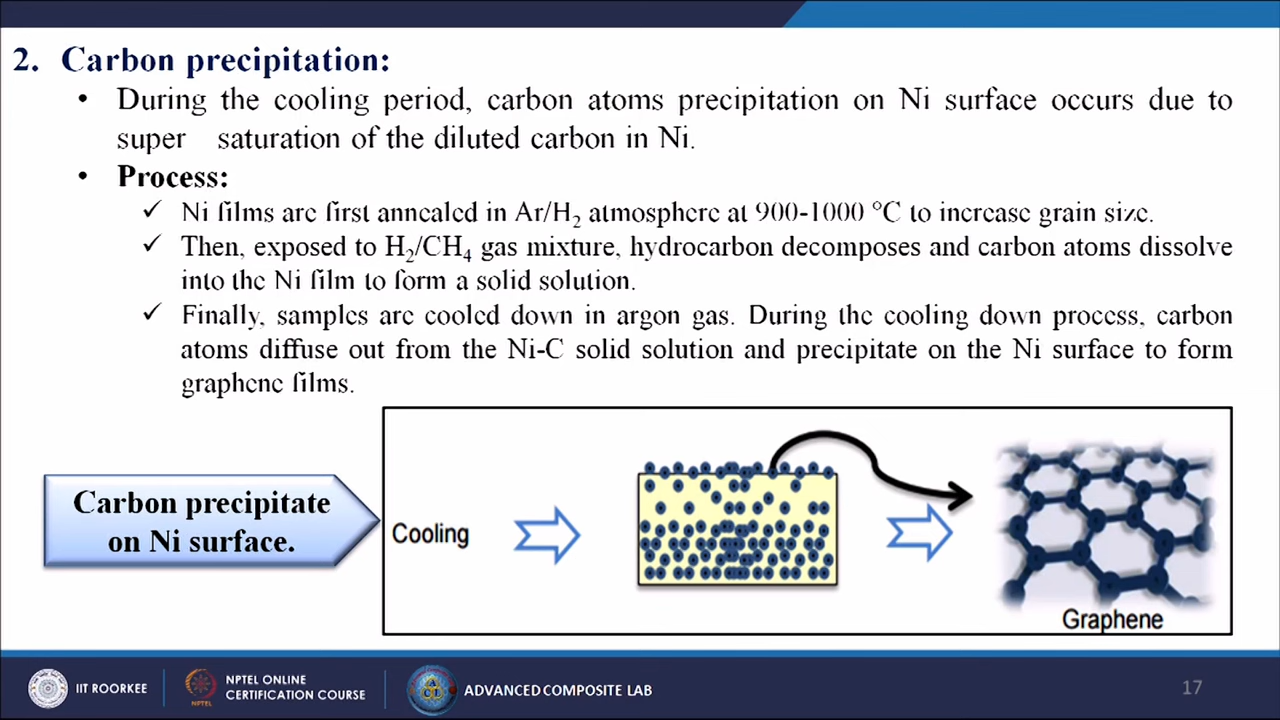 2. Carbon precipitation:
• During the cooling period, carbon atoms precipitation on Ni surface occurs due to
super saturation of the diluted carbon in Ni.
• Process:
✓ Ni films are first annealed in Ar/H₂ atmosphere at 900-1000 °C to increase grain size.
✓ Then, exposed to H₂/CH₄ gas mixture, hydrocarbon decomposes and carbon atoms dissolve
into the Ni film to form a solid solution.
✓ Finally, samples are cooled down in argon gas. During the cooling down process, carbon
atoms diffuse out from the Ni-C solid solution and precipitate on the Ni surface to form
graphene films.
Carbon precipitate
on Ni surface.
Cooling
Graphene
IIT ROORKEE
NPTEL
NPTEL ONLINE
CERTIFICATION COURSE
ACL
ADVANCED COMPOSITE LAB
17